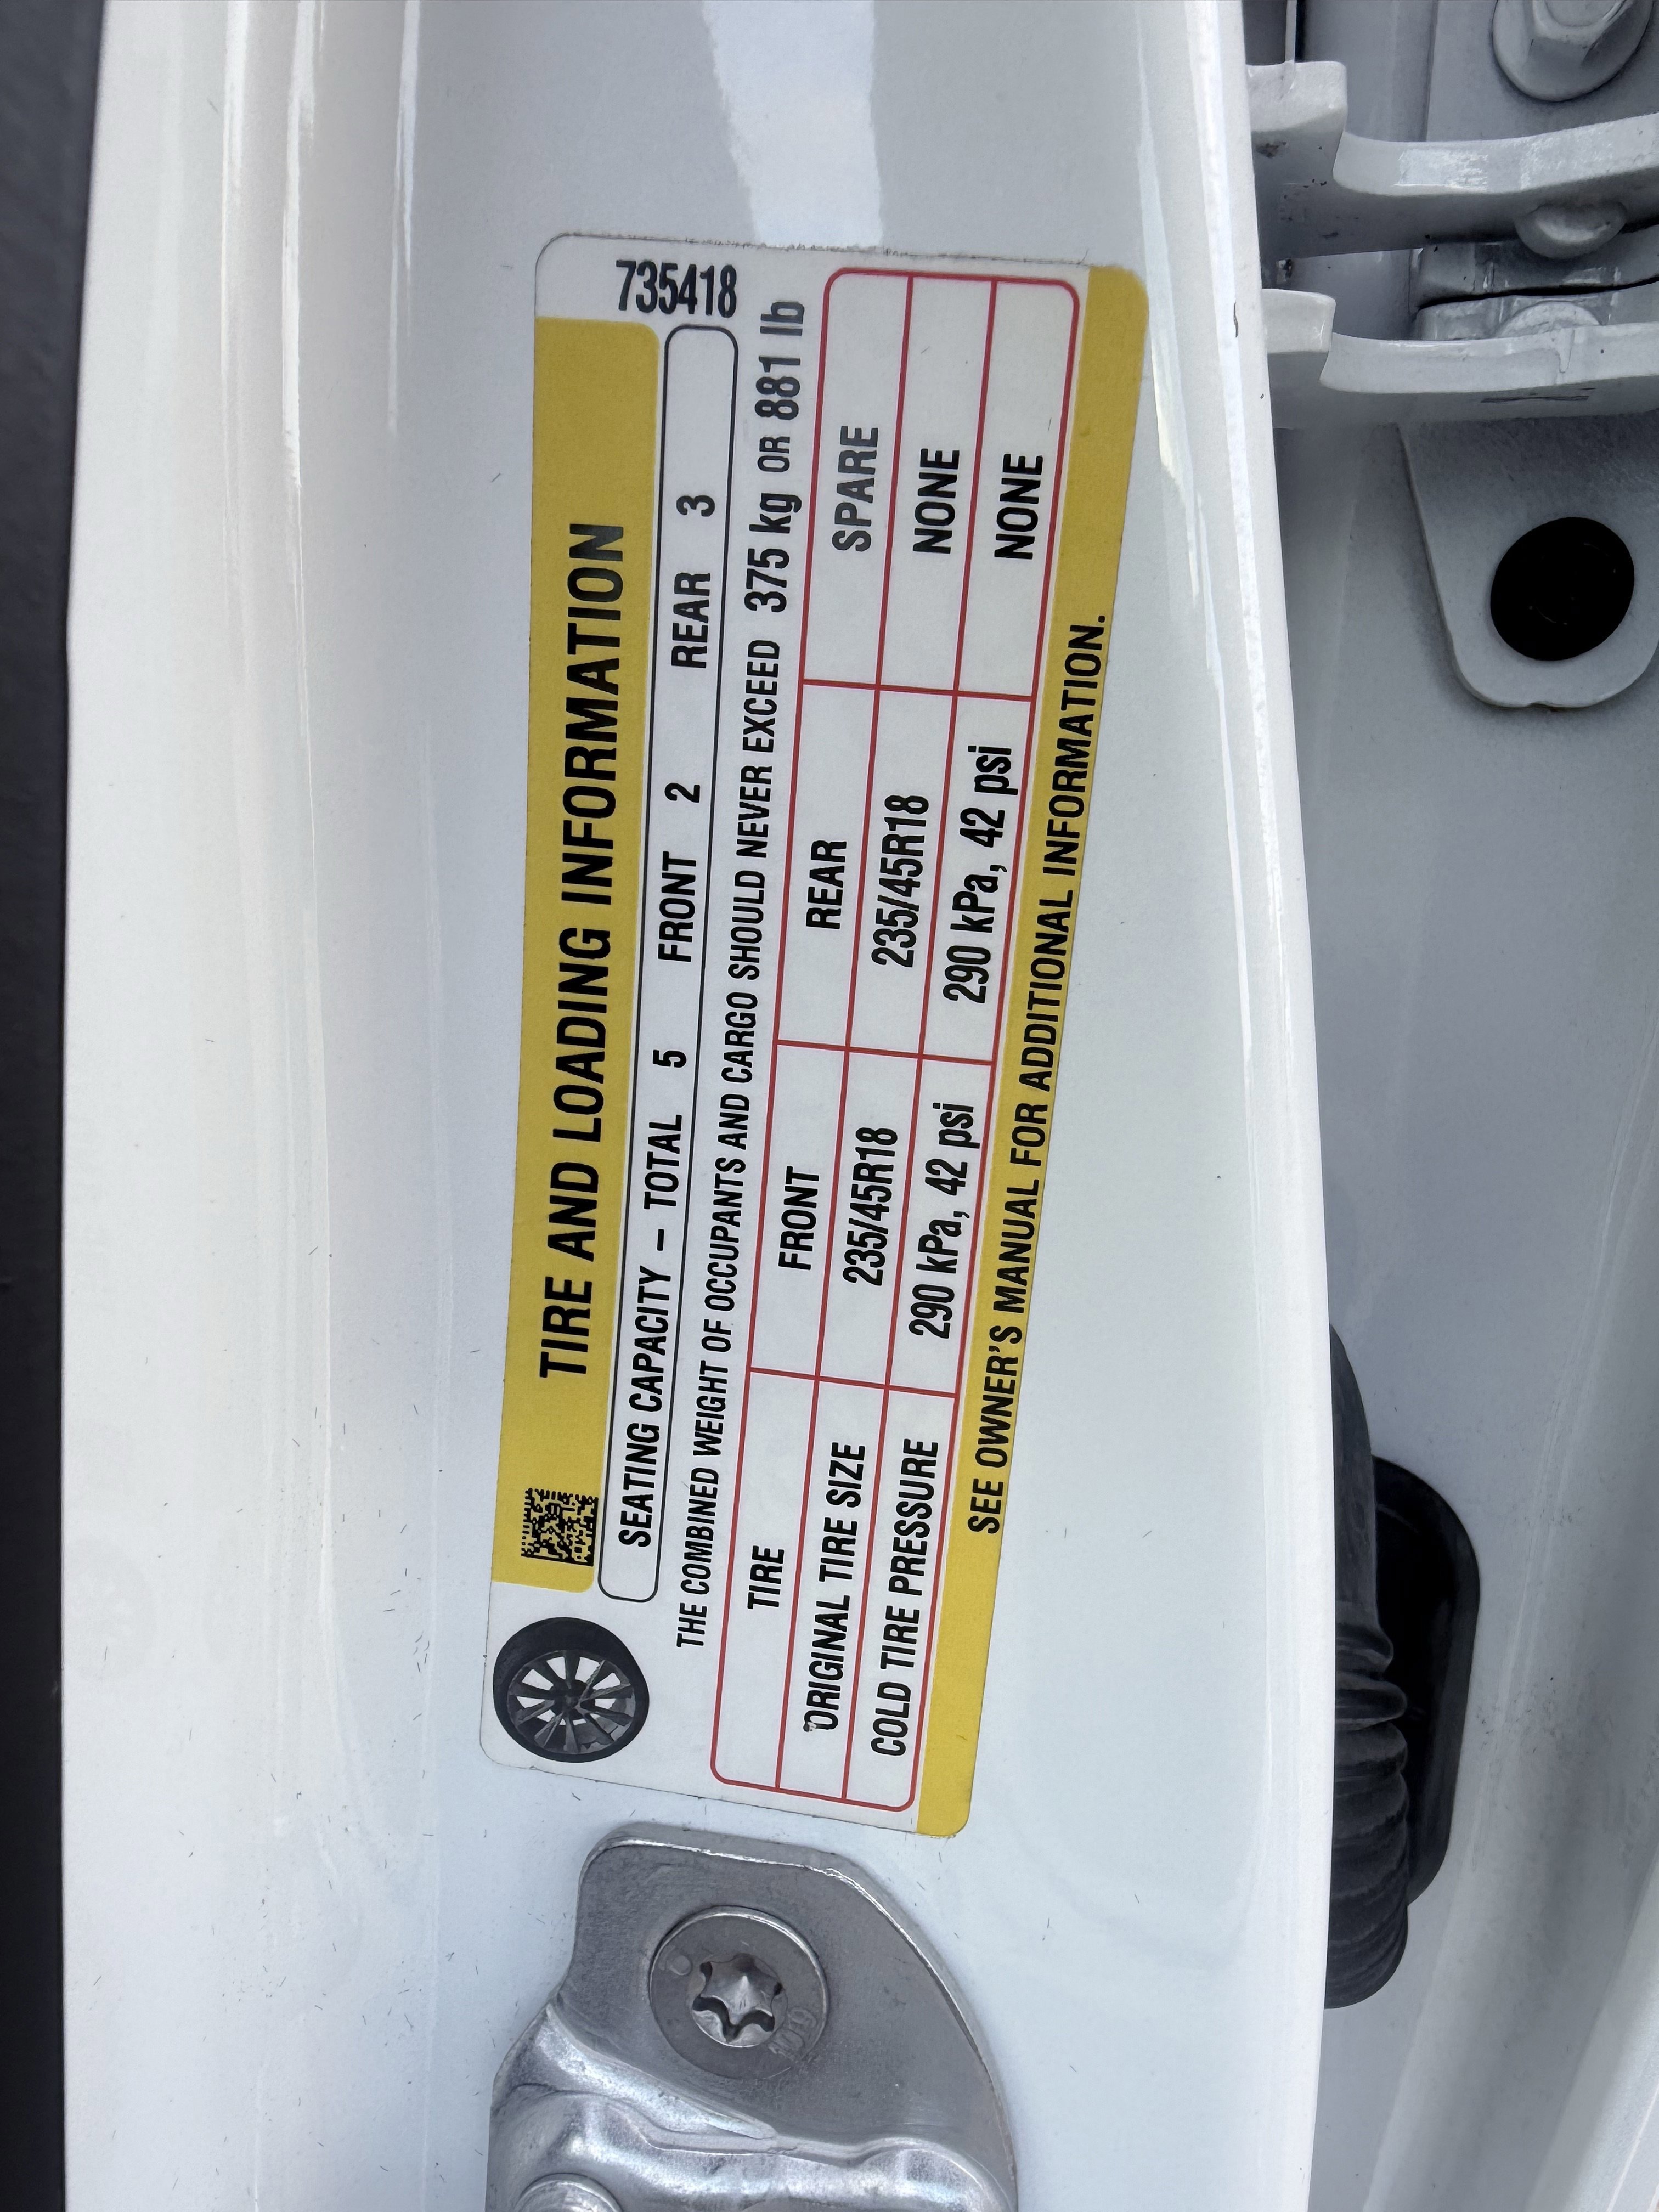 735418
TIRE AND LOADING INFORMATION
SEATING CAPACITY – TOTAL 5 FRONT 2 REAR 3
THE COMBINED WEIGHT OF OCCUPANTS AND CARGO SHOULD NEVER EXCEED 375 kg OR 881 lb
TIRE FRONT REAR SPARE
ORIGINAL TIRE SIZE 235/45R18 235/45R18 NONE
COLD TIRE PRESSURE 290 kPa, 42 psi 290 kPa, 42 psi NONE
SEE OWNER'S MANUAL FOR ADDITIONAL INFORMATION.